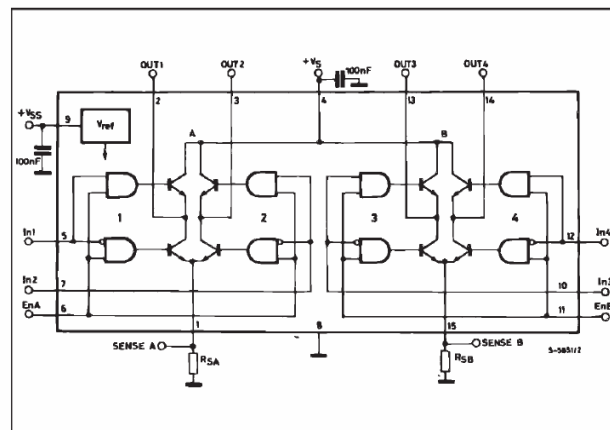 OUT1 OUT2 +VS 100nF OUT3 OUT4
2 3 4 13 14
+VSS 9 Vref A B
100nF
1 2 3 4
In1 5 12 In4
In2 7 10 In3
EnA 6 11 EnB
1 8 15
SENSE A SENSE B S-5851/2
RSA RSB